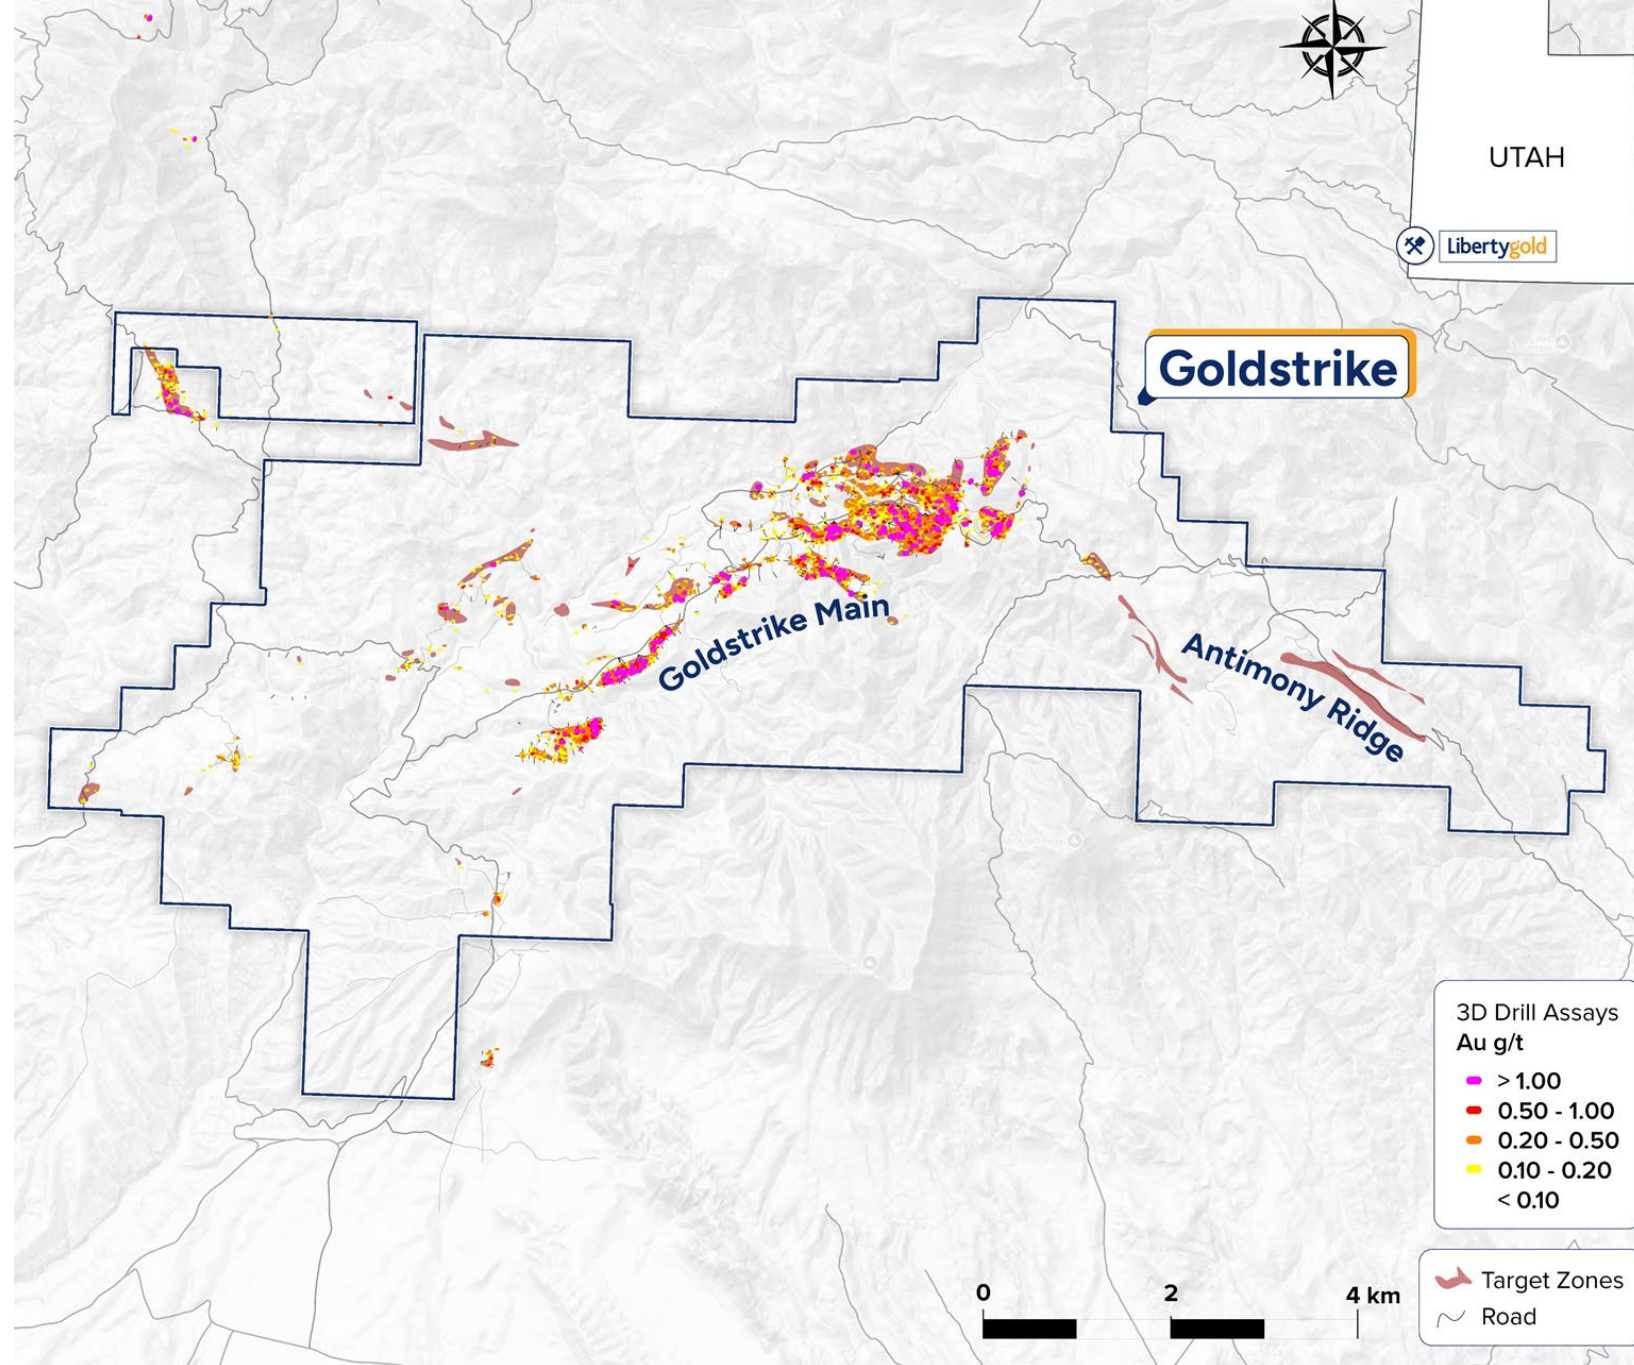 UTAH
Libertygold
Goldstrike
Goldstrike Main
Antimony Ridge
3D Drill Assays
Au g/t
> 1.00
0.50 - 1.00
0.20 - 0.50
0.10 - 0.20
< 0.10
0 2 4 km
Target Zones
Road